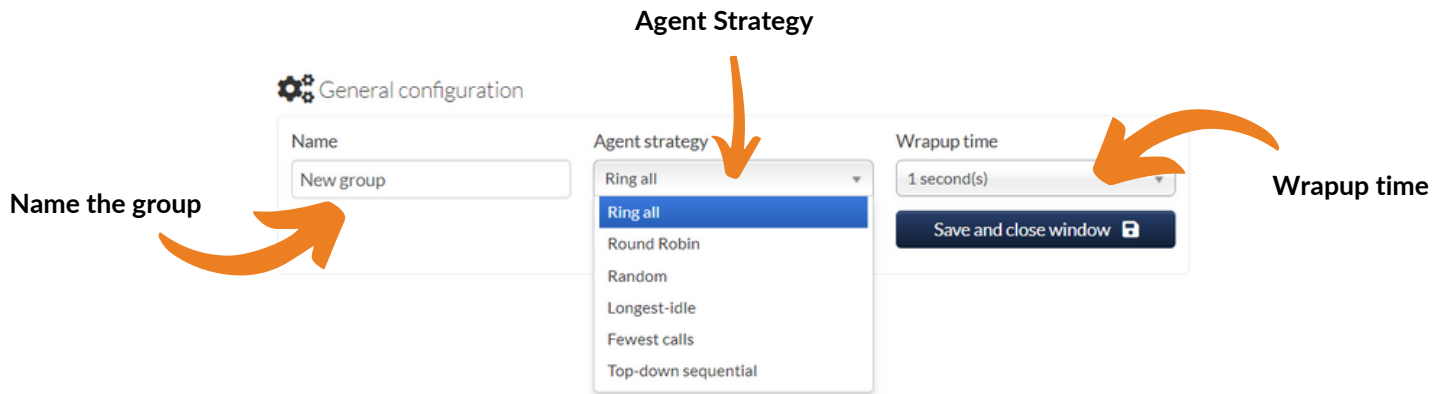 Agent Strategy
General configuration
Name
Agent strategy
Wrapup time
New group
Ring all
1 second(s)
Name the group
Wrapup time
Ring all
Save and close window
Round Robin
Random
Longest-idle
Fewest calls
Top-down sequential